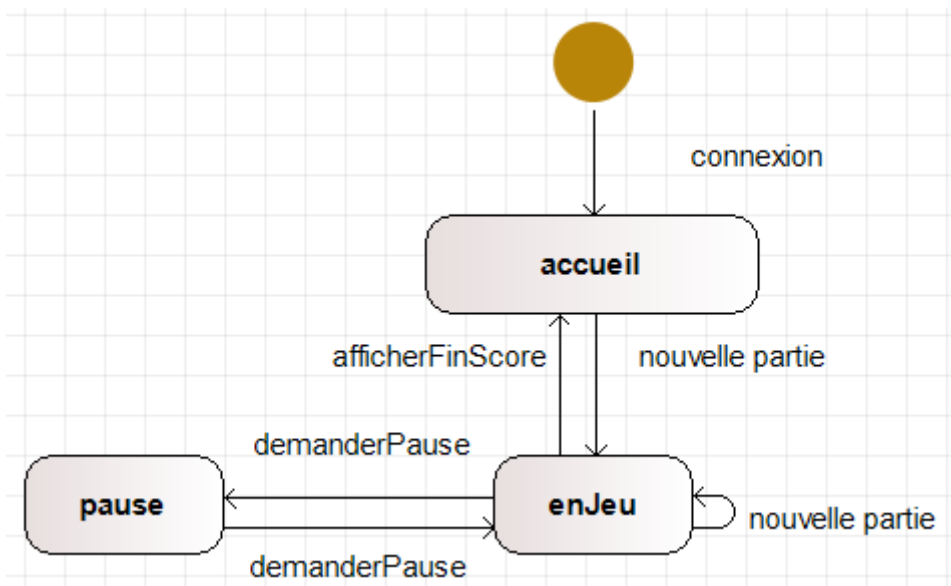 connexion
accueil
afficherFinScore
nouvelle partie
demanderPause
pause
enJeu
nouvelle partie
demanderPause